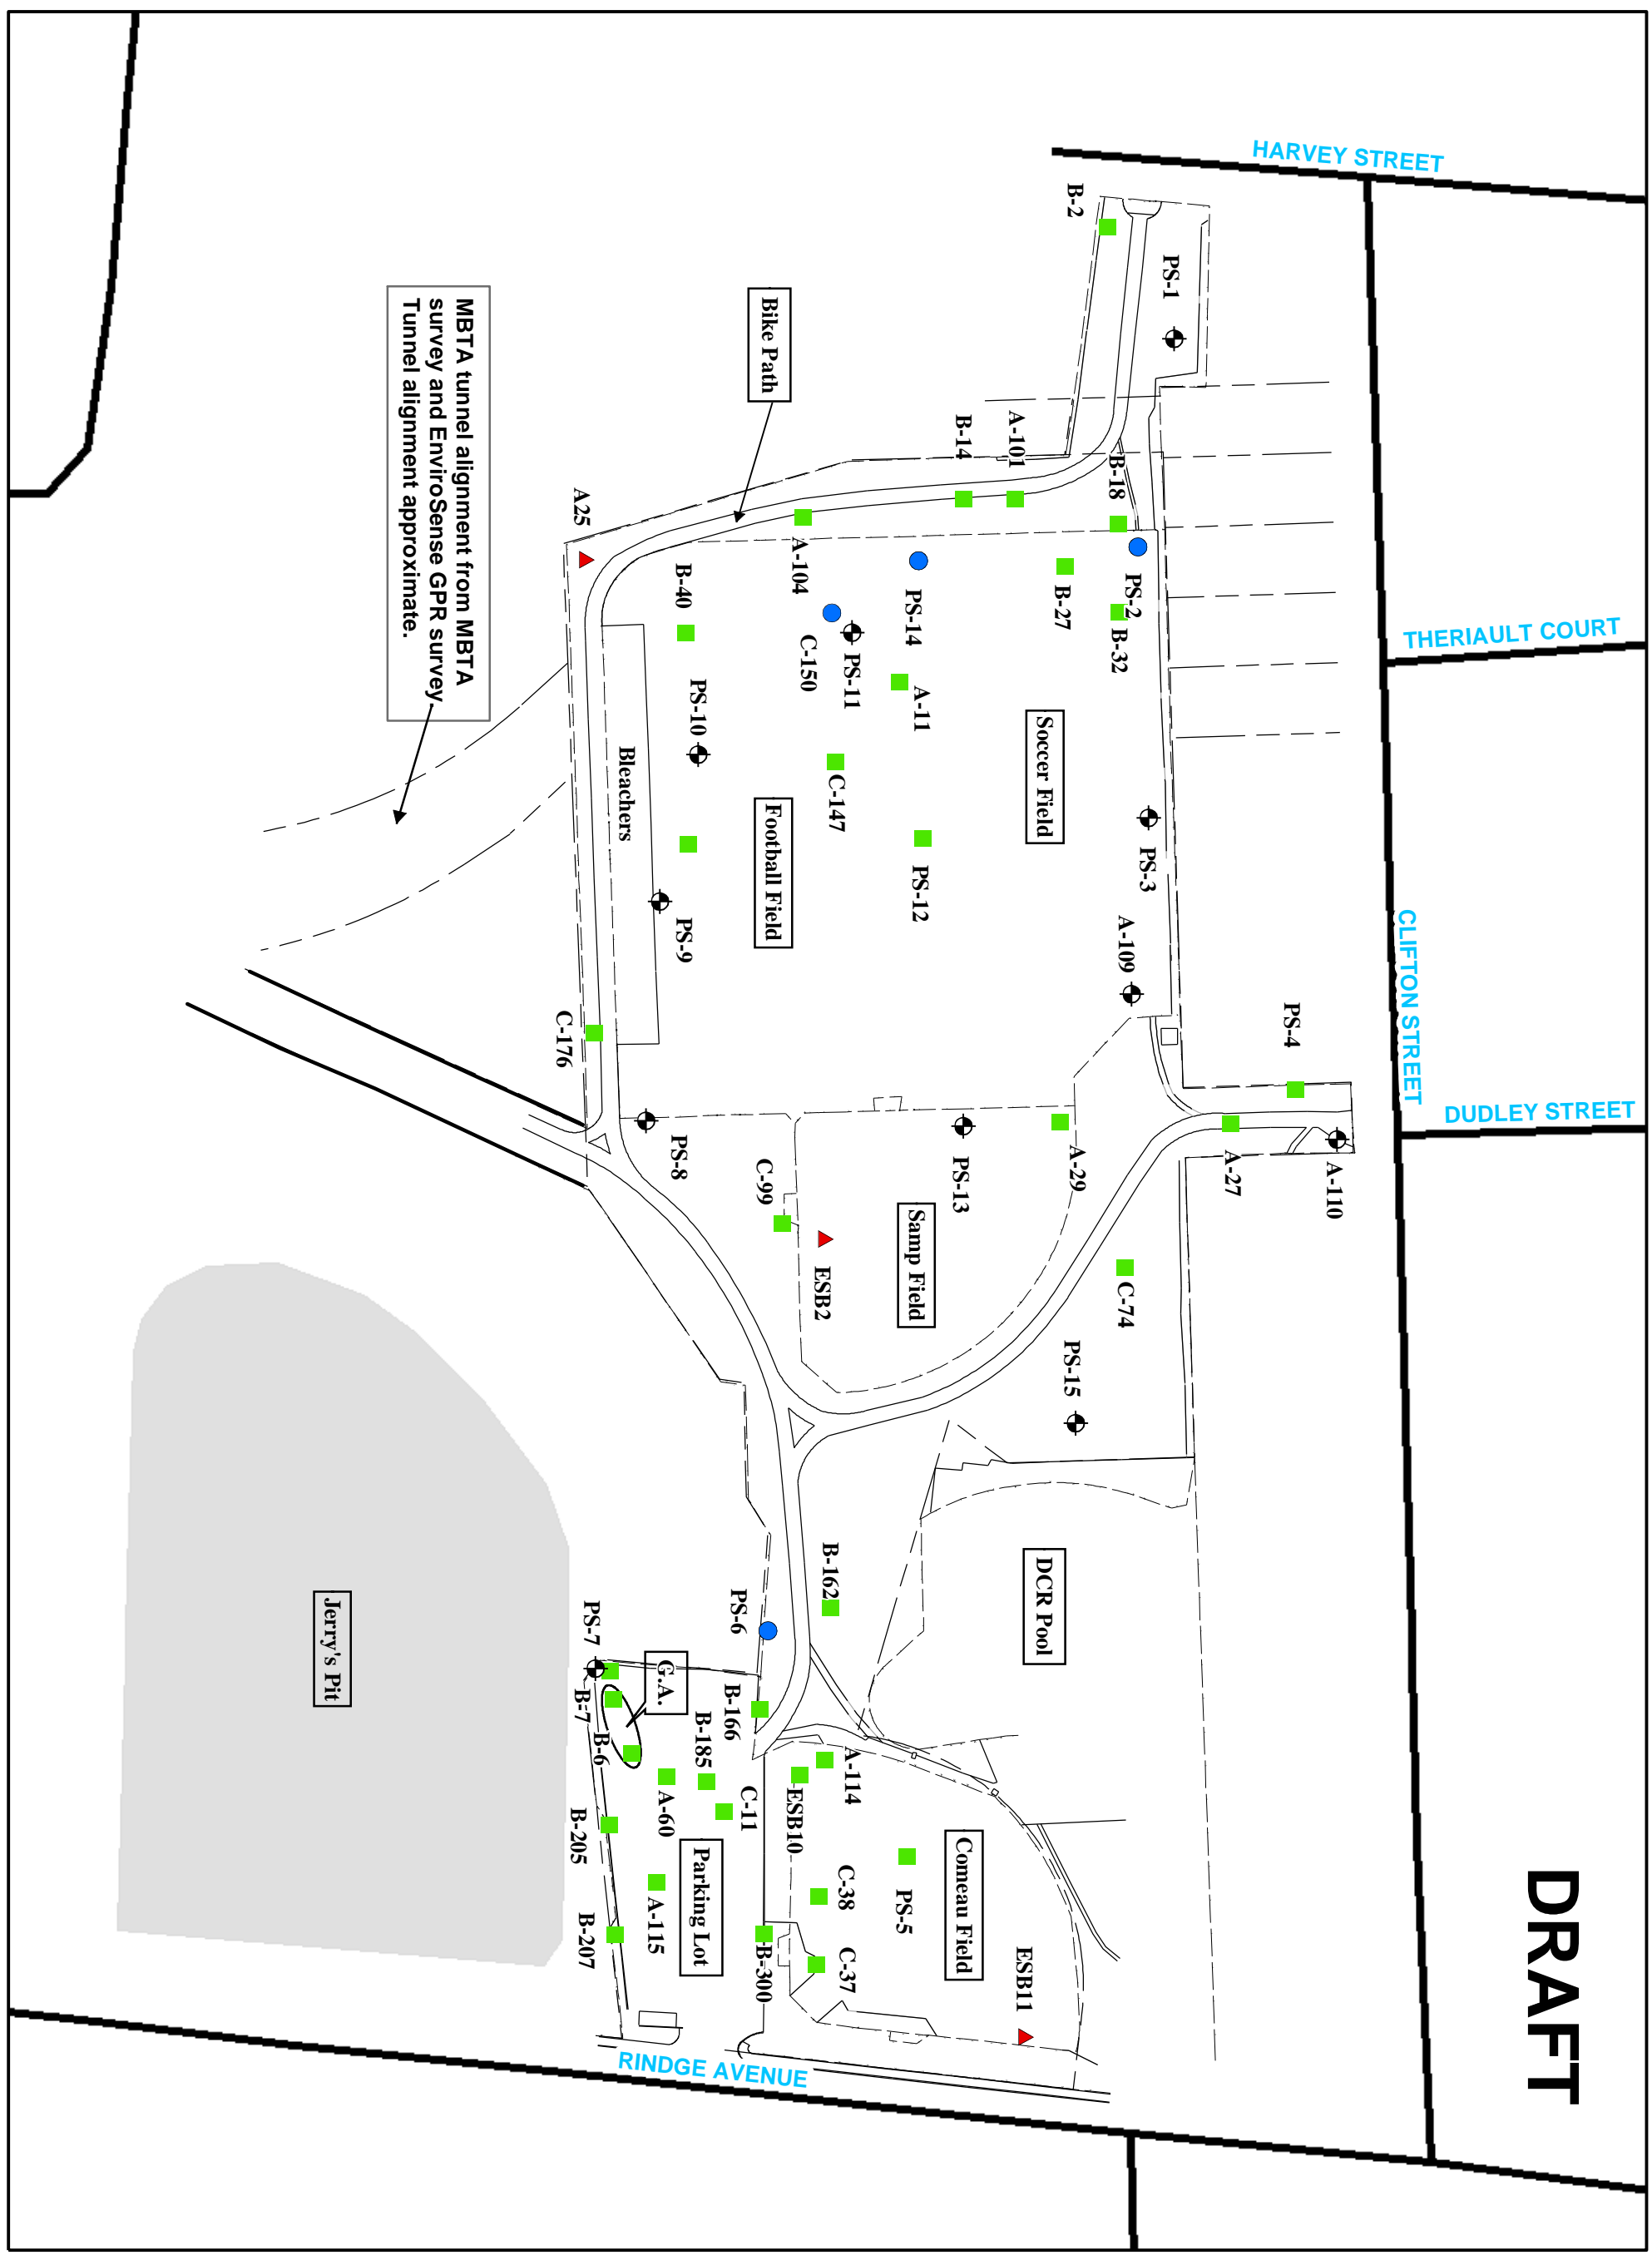 DRAFT
HARVEY STREET
THERIAULT COURT
CLIFTON STREET
DUDLEY STREET
RINDGE AVENUE
B-2
PS-1
Bike Path
MBTA tunnel alignment from MBTA
survey and EnviroSense GPR survey.
Tunnel alignment approximate.
B-14
A-101
B-18
A25
A-104
B-40
PS-14
B-27
PS-2
B-32
C-150
PS-11
A-11
PS-10
Soccer Field
Bleachers
C-147
Football Field
PS-12
PS-3
PS-9
A-109
C-176
PS-4
PS-8
C-99
PS-13
A-29
A-27
A-110
Samp Field
ESB2
C-74
PS-15
DCR Pool
B-162
PS-6
PS-7
Jerry's Pit
G.A.
B-7
B-6
B-166
B-185
A-114
ESB10
C-11
A-60
B-205
Parking Lot
A-115
B-207
C-38
PS-5
Comeau Field
C-37
B-300
ESB11